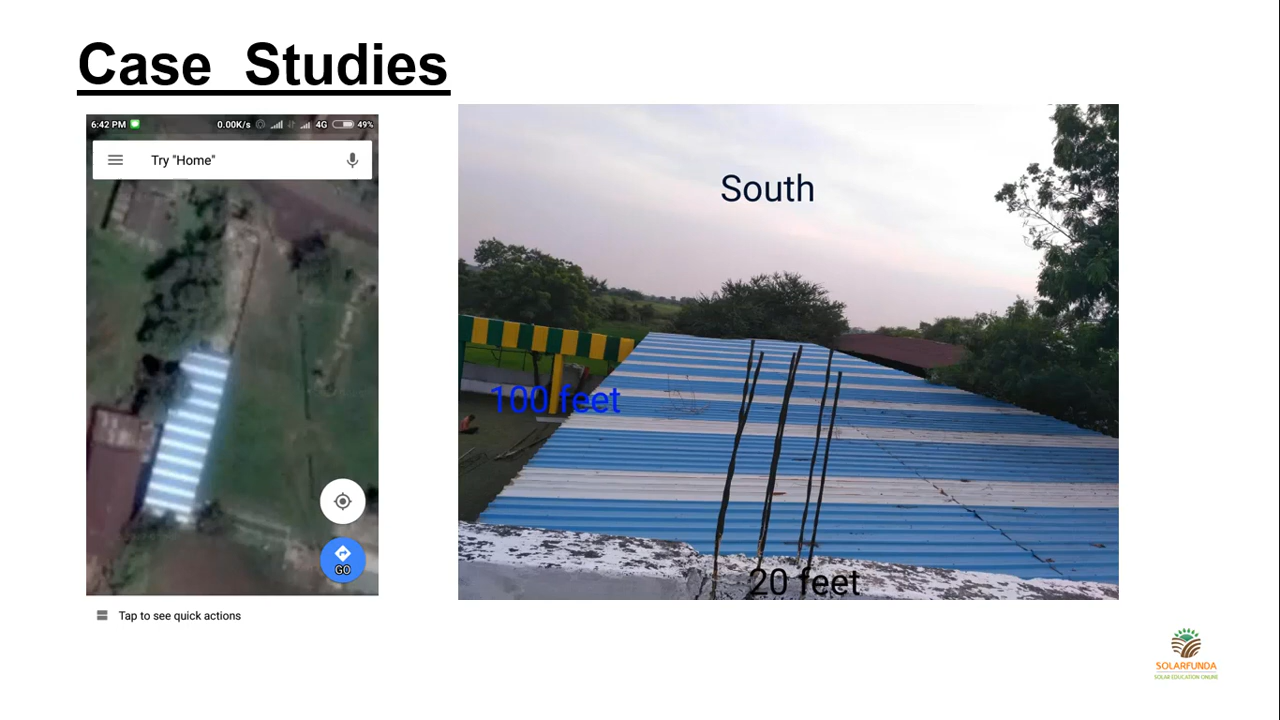 Case Studies
6:42 PM 0.00K/s 4G 49%
Try "Home"
GO
Tap to see quick actions
South
100 feet
20 feet
SOLARFUNDA
SOLAR EDUCATION ONLINE